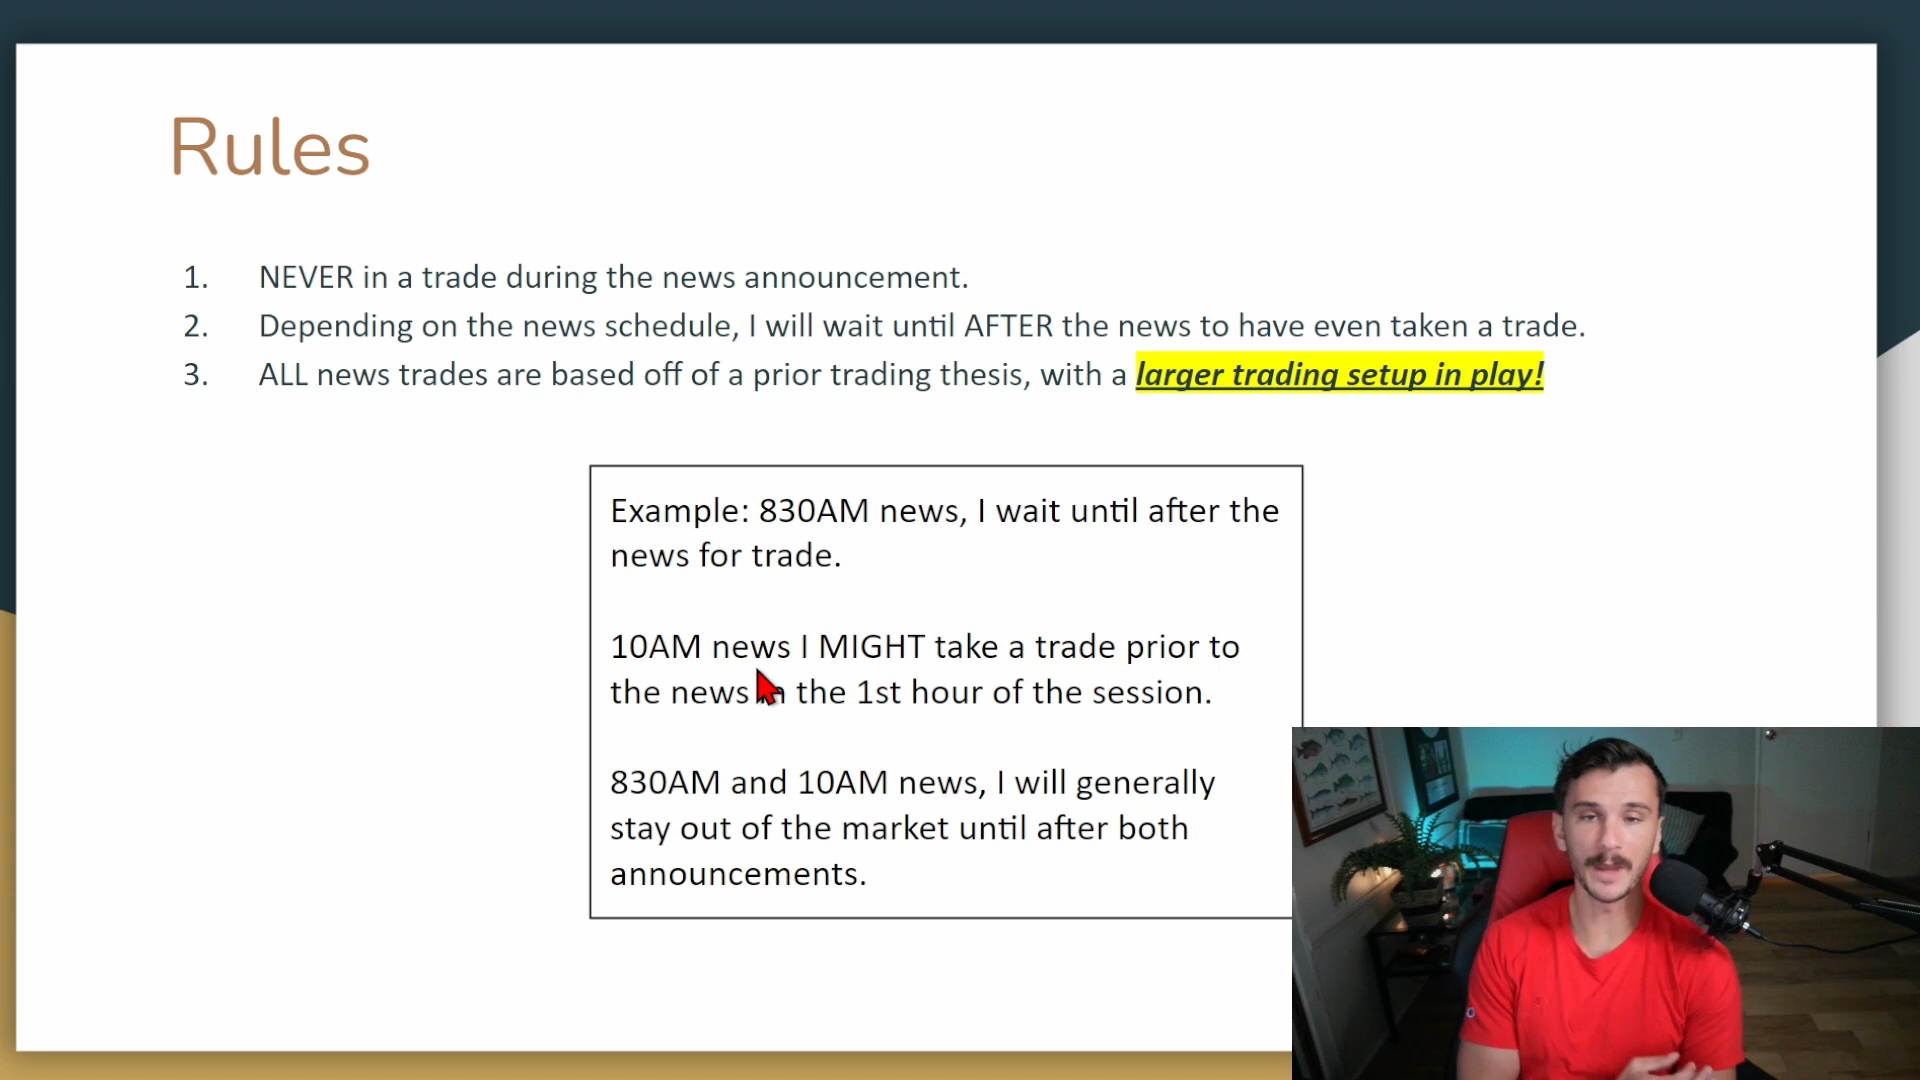 Rules
1. NEVER in a trade during the news announcement.
2. Depending on the news schedule, I will wait until AFTER the news to have even taken a trade.
3. ALL news trades are based off of a prior trading thesis, with a larger trading setup in play!
Example: 830AM news, I wait until after the
news for trade.
10AM news I MIGHT take a trade prior to
the news in the 1st hour of the session.
830AM and 10AM news, I will generally
stay out of the market until after both
announcements.